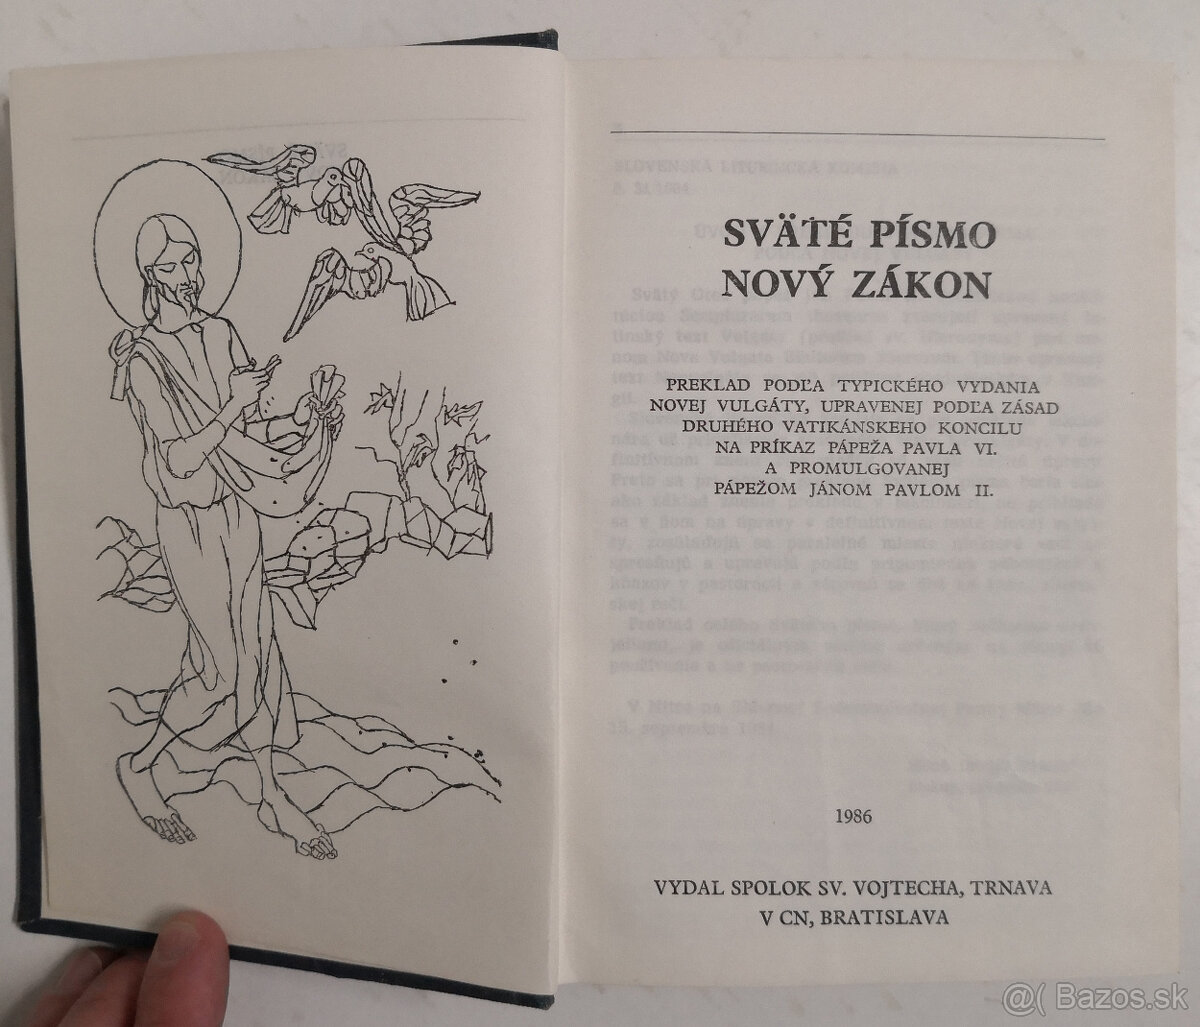 SVÄTÉ PÍSMO
NOVÝ ZÁKON
PREKLAD PODĽA TYPICKÉHO VYDANIA
NOVEJ VULGÁTY, UPRAVENEJ PODĽA ZÁSAD
DRUHÉHO VATIKÁNSKEHO KONCILU
NA PRÍKAZ PÁPEŽA PAVLA VI.
A PROMULGOVANEJ
PÁPEŽOM JÁNOM PAVLOM II.
1986
VYDAL SPOLOK SV. VOJTECHA, TRNAVA
V CN, BRATISLAVA
@( Bazos.sk